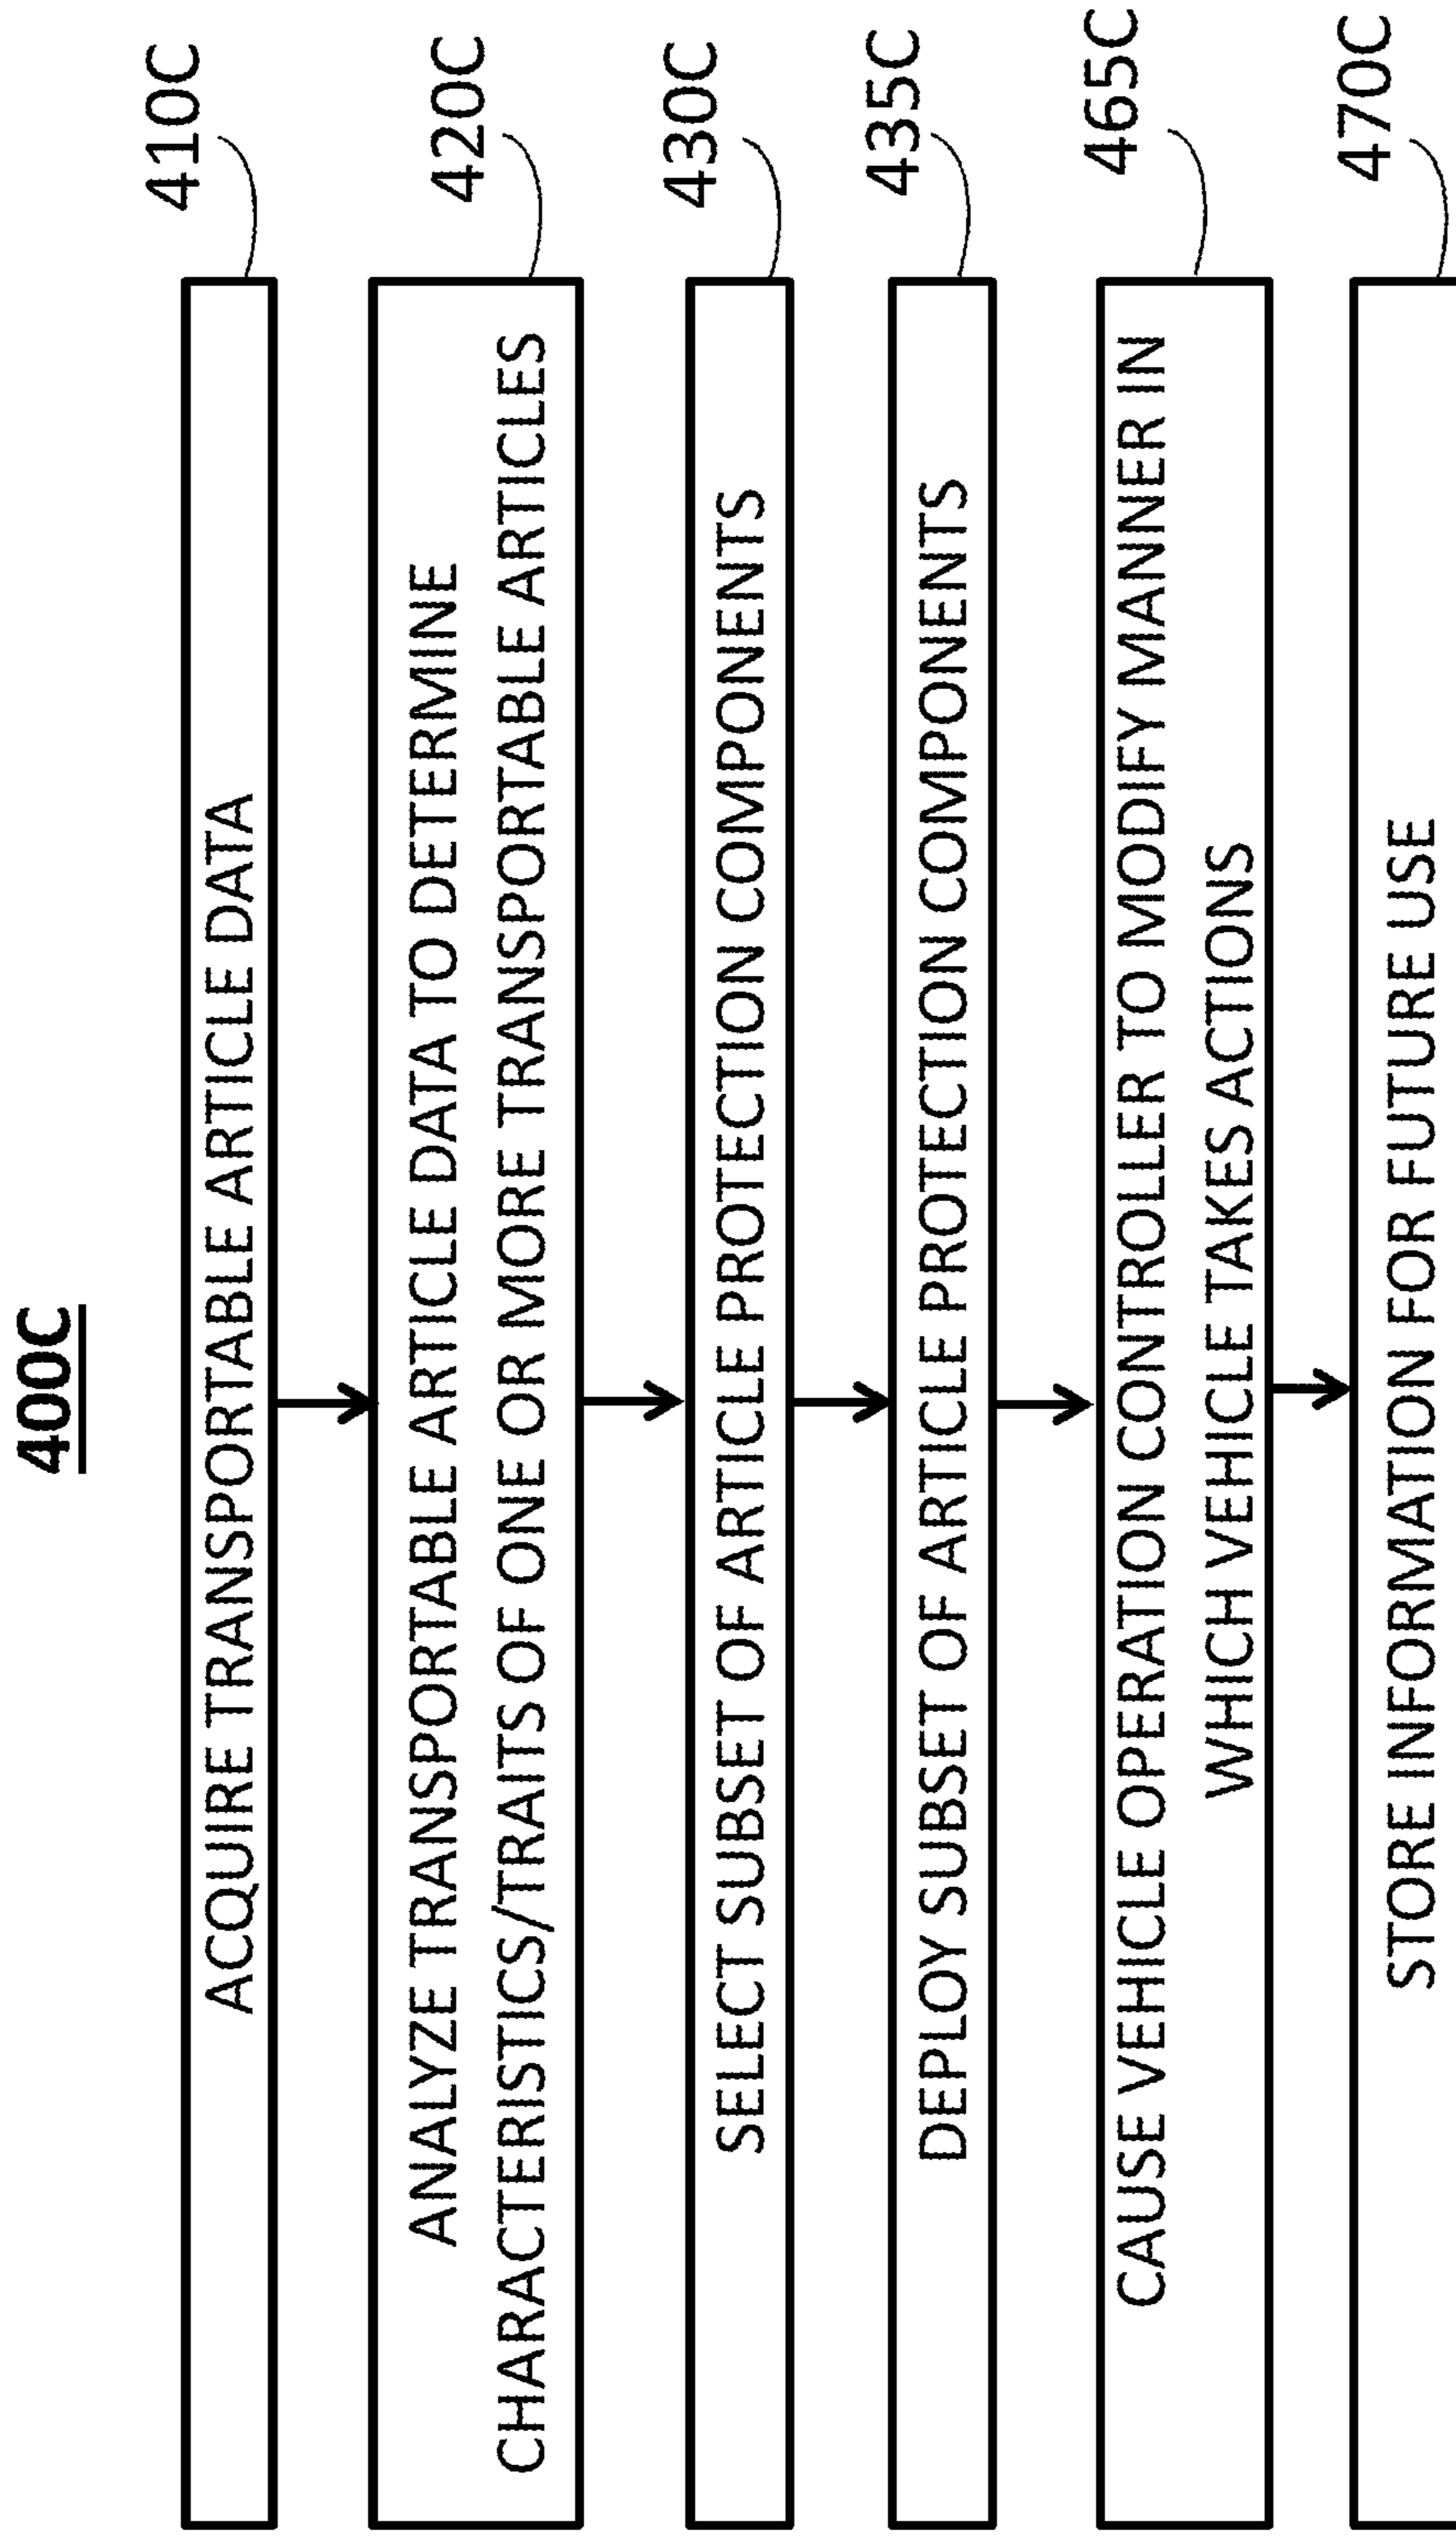 400C
410C
ACQUIRE TRANSPORTABLE ARTICLE DATA
420C
ANALYZE TRANSPORTABLE ARTICLE DATA TO DETERMINE
CHARACTERISTICS/TRAITS OF ONE OR MORE TRANSPORTABLE ARTICLES
430C
SELECT SUBSET OF ARTICLE PROTECTION COMPONENTS
435C
DEPLOY SUBSET OF ARTICLE PROTECTION COMPONENTS
465C
CAUSE VEHICLE OPERATION CONTROLLER TO MODIFY MANNER IN
WHICH VEHICLE TAKES ACTIONS
470C
STORE INFORMATION FOR FUTURE USE